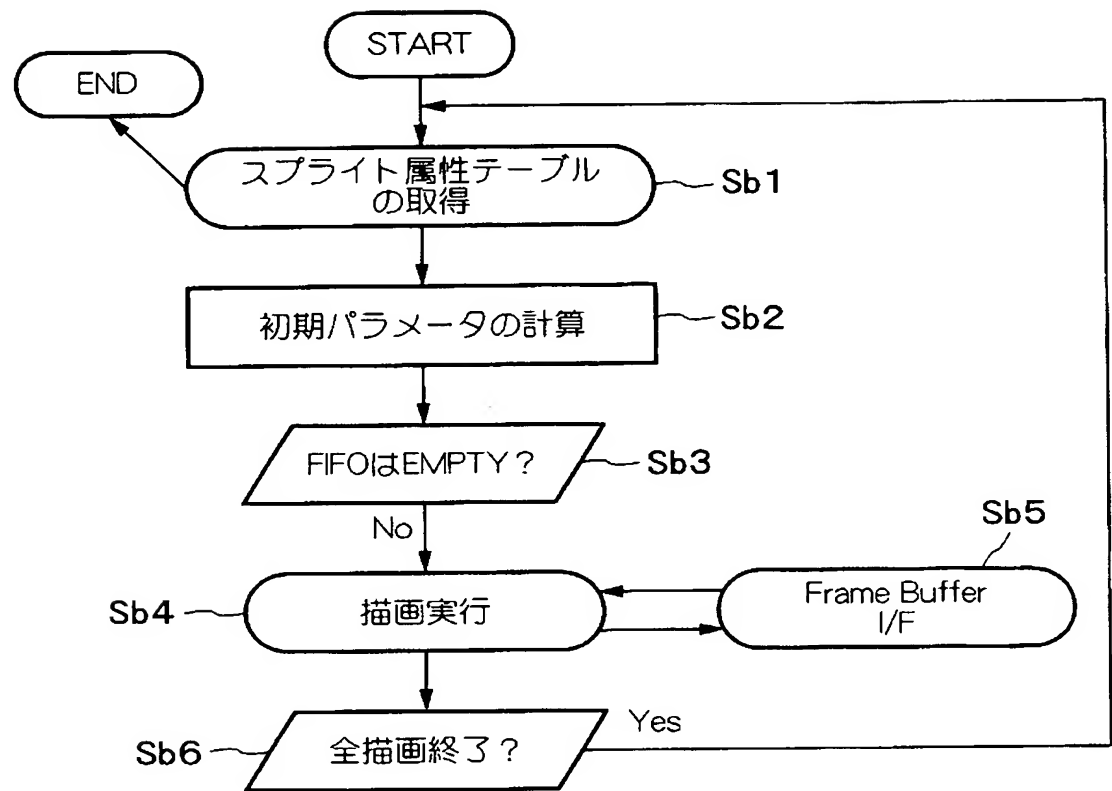 START
END
スプライト属性テーブル
の取得
Sb1
初期パラメータの計算
Sb2
FIFOはEMPTY？
Sb3
No
Sb5
Sb4
描画実行
Frame Buffer
I/F
Yes
Sb6
全描画終了？